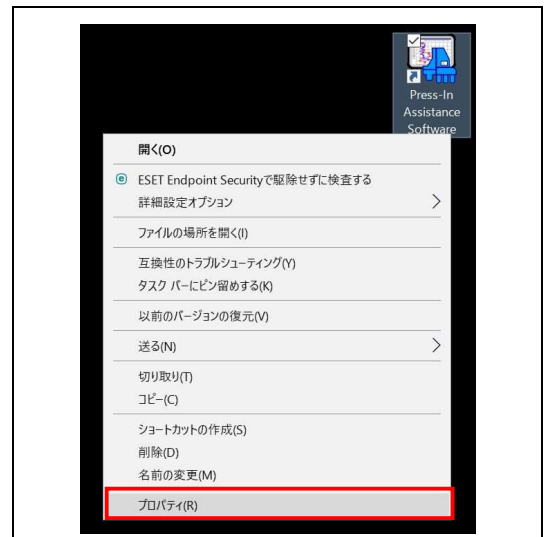 Press-In
Assistance
Software
開く(O)
ESET Endpoint Securityで駆除せずに検査する
詳細設定オプション
ファイルの場所を開く(I)
互換性のトラブルシューティング(Y)
タスク バーにピン留めする(K)
以前のバージョンの復元(V)
送る(N)
切り取り(T)
コピー(C)
ショートカットの作成(S)
削除(D)
名前の変更(M)
プロパティ(R)